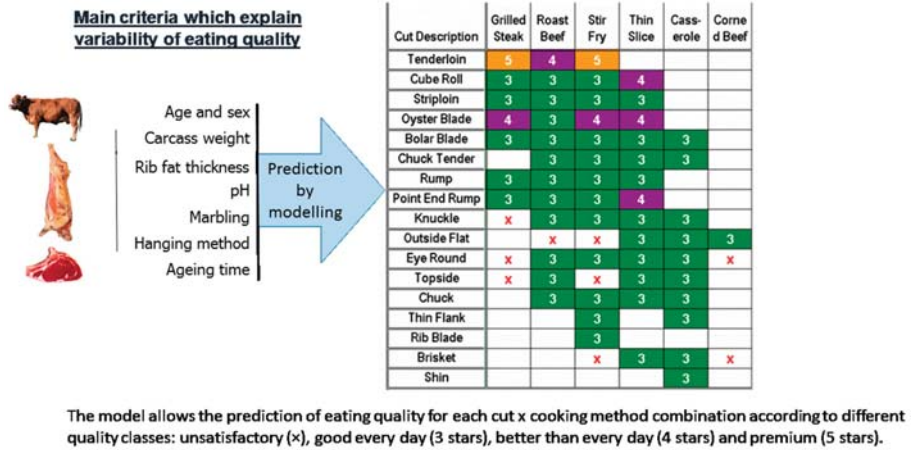 Main criteria which explain
variability of eating quality
Age and sex
Carcass weight
Rib fat thickness
pH
Marbling
Hanging method
Ageing time
Prediction
by
modelling
Cut Description Grilled Steak Roast Beef Stir Fry Thin Slice Cass-erole Corne d Beef
Tenderloin 5 4 5
Cube Roll 3 3 3 4
Striploin 3 3 3 3
Oyster Blade 4 3 4 4
Bolar Blade 3 3 3 3 3
Chuck Tender 3 3 3 3
Rump 3 3 3 3
Point End Rump 3 3 3 4
Knuckle x 3 3 3 3
Outside Flat x x 3 3 3
Eye Round x 3 3 3 3 x
Topside x 3 x 3 3
Chuck 3 3 3 3
Thin Flank 3 3
Rib Blade 3
Brisket x 3 3 x
Shin 3
The model allows the prediction of eating quality for each cut x cooking method combination according to different
quality classes: unsatisfactory (×), good every day (3 stars), better than every day (4 stars) and premium (5 stars).